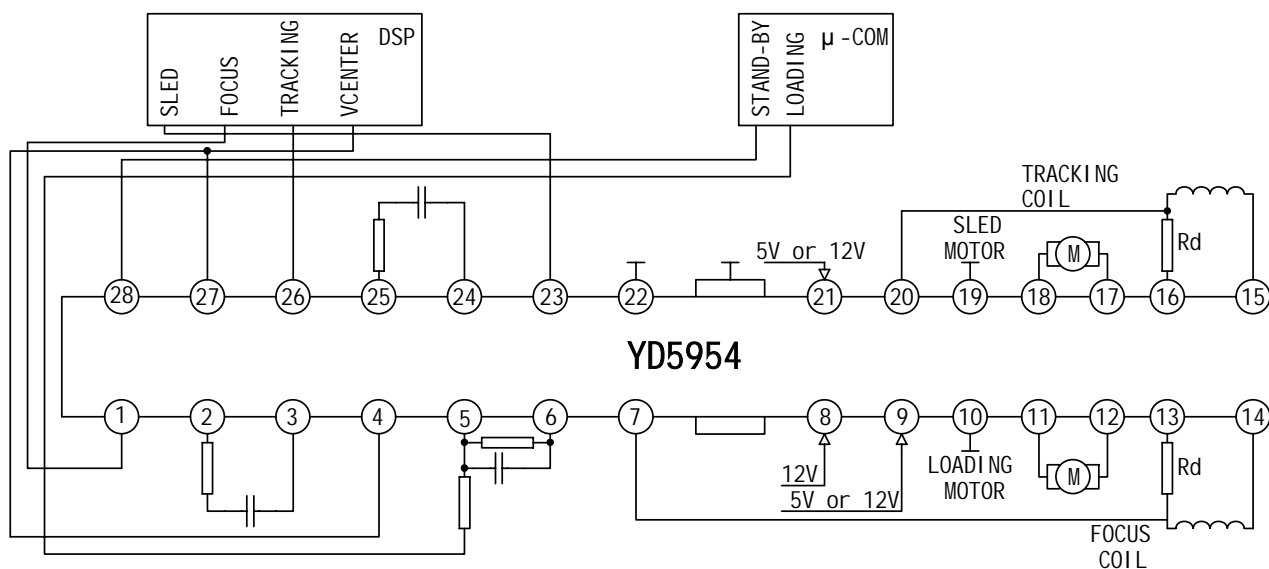 DSP
SLED
FOCUS
TRACKING
VCENTER
μ-COM
STAND-BY
LOADING
TRACKING
COIL
SLED
MOTOR
5V or 12V
M
Rd
28
27
26
25
24
23
22
21
20
19
18
17
16
15
YD5954
1
2
3
4
5
6
7
8
9
10
11
12
13
14
12V
5V or 12V
LOADING
MOTOR
M
Rd
FOCUS
COIL